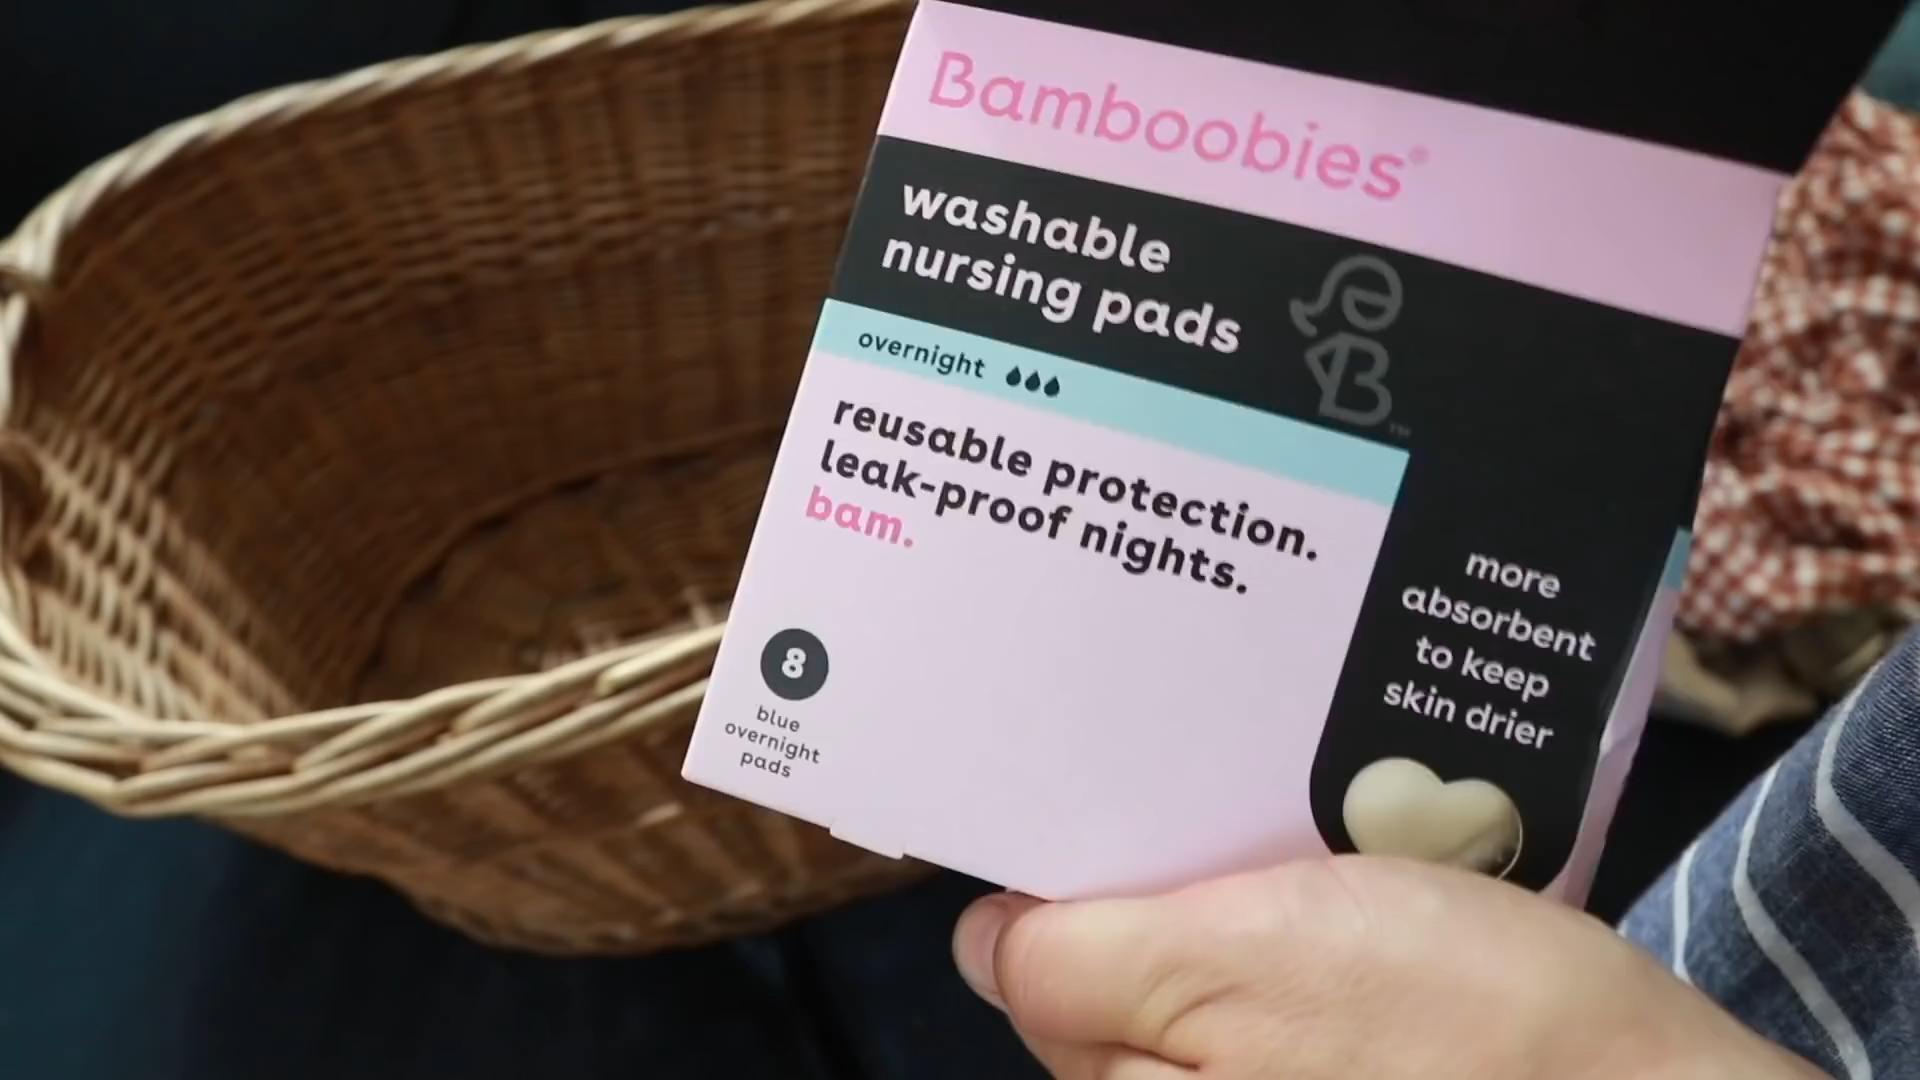 Bamboobies®
washable
nursing pads
overnight
reusable protection.
leak-proof nights.
bam.
8
blue
overnight
pads
B
™
more
absorbent
to keep
skin drier